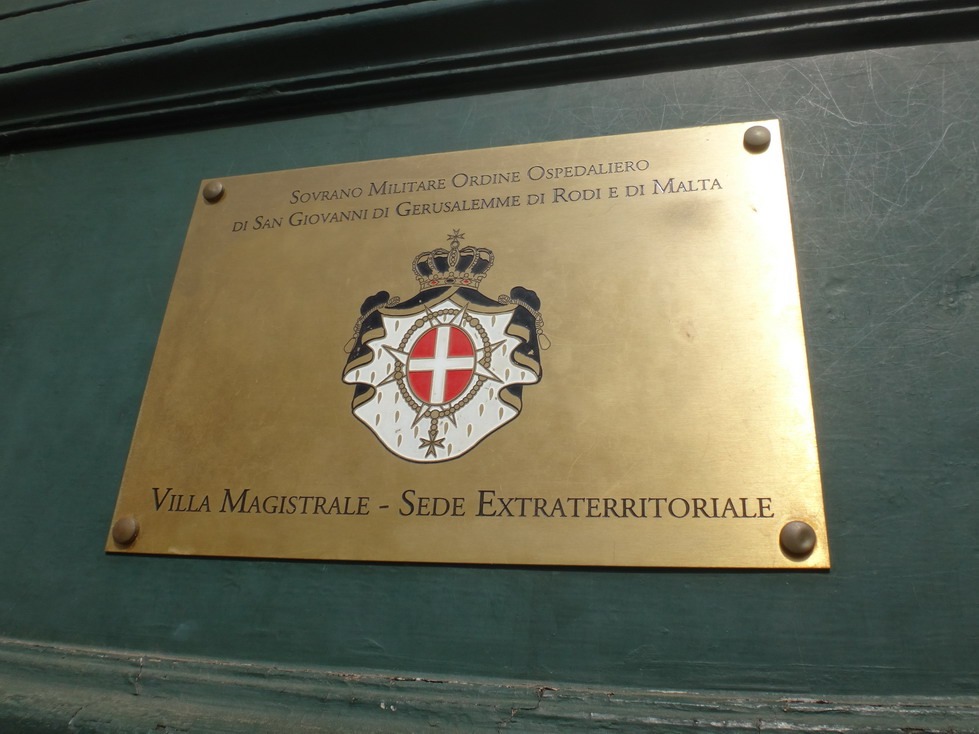 Sovrano Militare Ordine Ospedaliero
di San Giovanni di Gerusalemme di Rodi e di Malta
Villa Magistrale - Sede Extraterritoriale